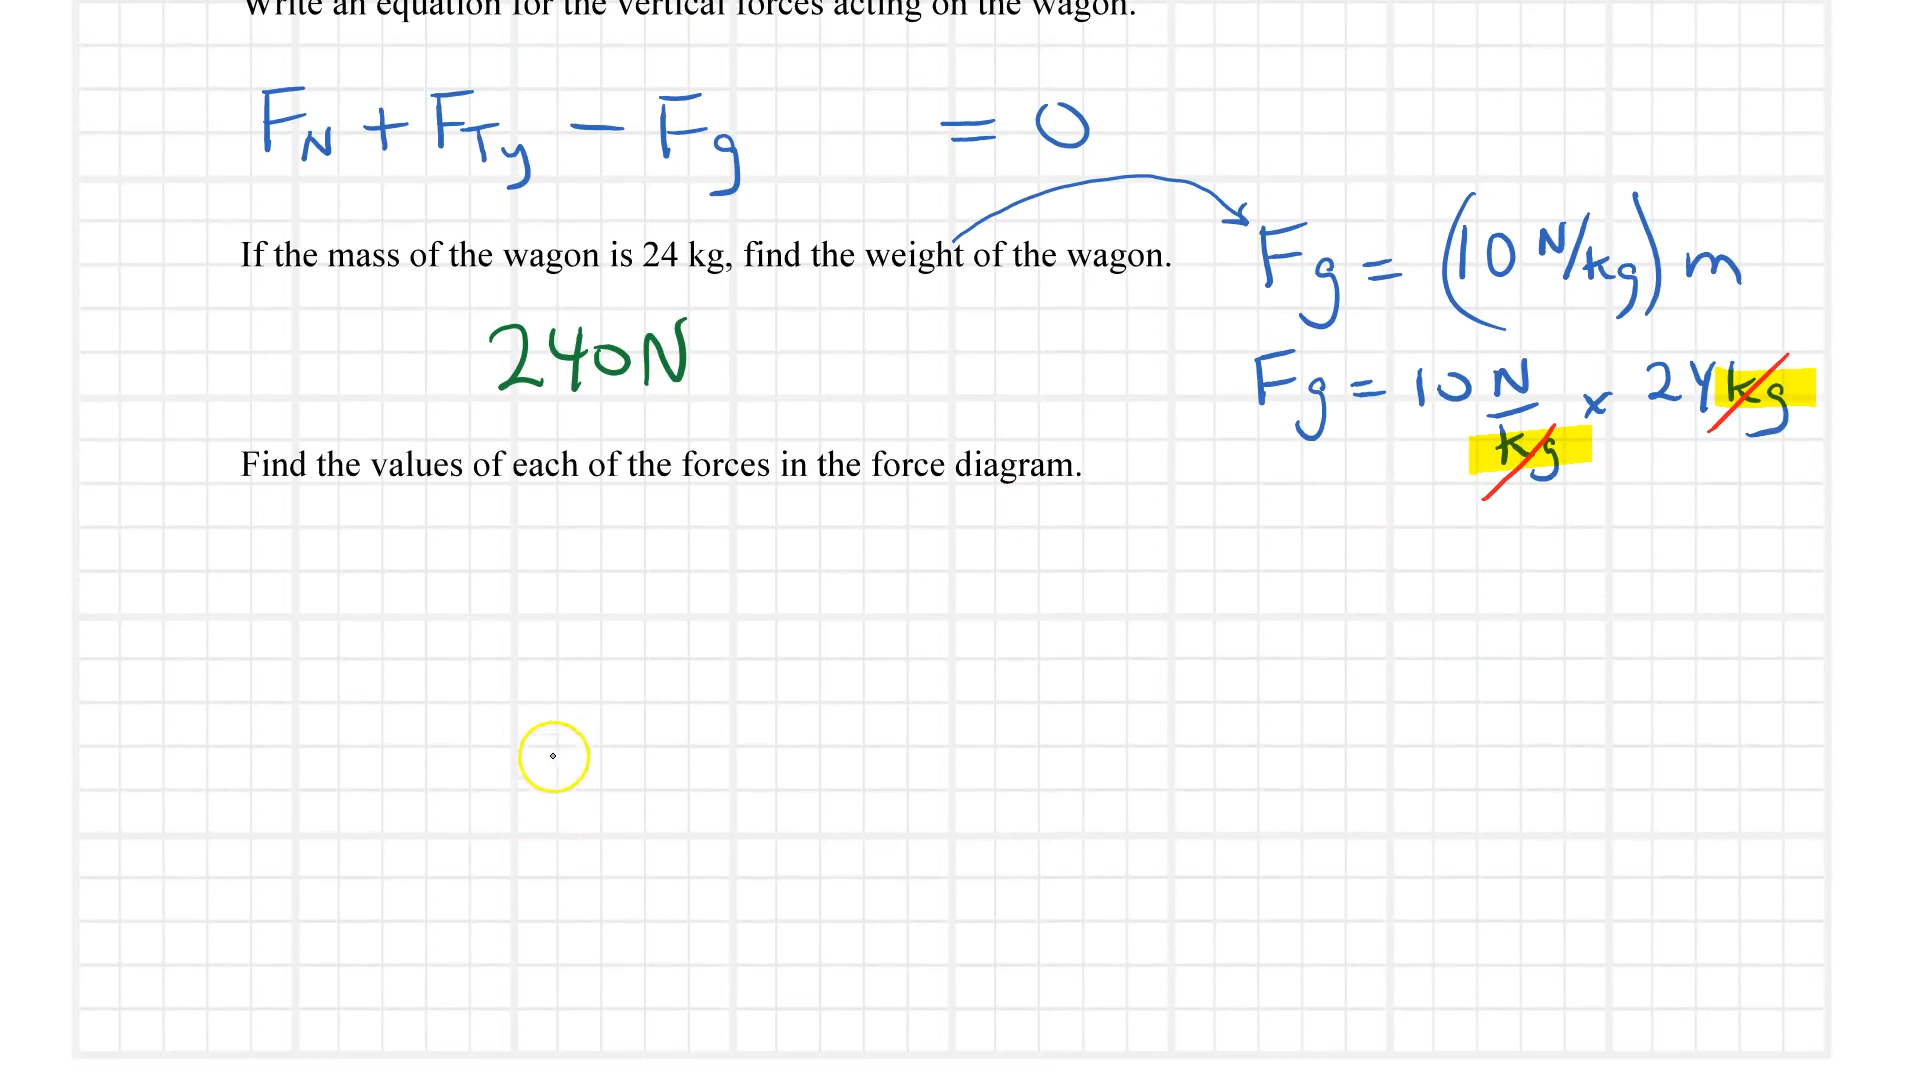 Write an equation for the vertical forces acting on the wagon.
F_N + F_Ty - F_g = 0
If the mass of the wagon is 24 kg, find the weight of the wagon.
F_g = (10 N/kg) m
240N
F_g = 10 N/kg x 24 kg
Find the values of each of the forces in the force diagram.